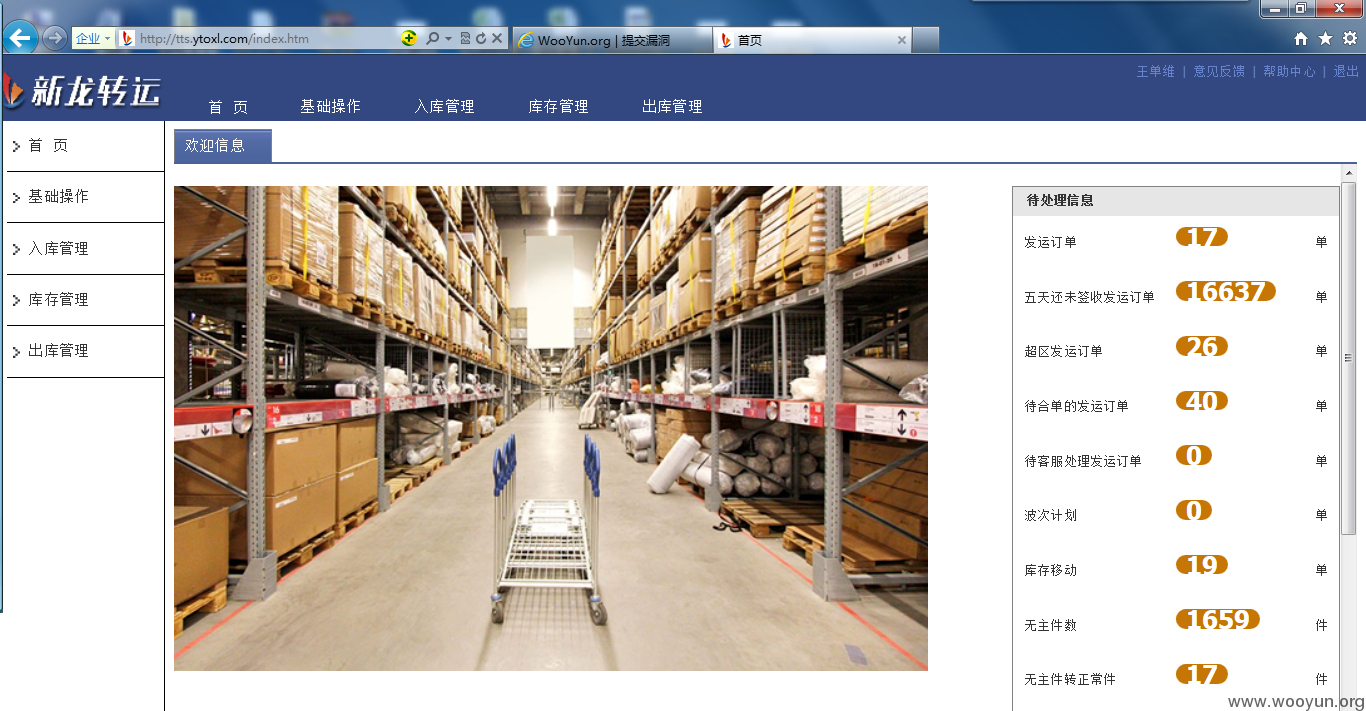 企业 http://tts.ytoxl.com/index.htm WooYun.org | 提交漏洞 首页
王单维 | 意见反馈 | 帮助中心 | 退出
新龙转运
首 页 基础操作 入库管理 库存管理 出库管理
首 页
基础操作
入库管理
库存管理
出库管理
欢迎信息
待处理信息
发运订单 17 单
五天还未签收发运订单 16637 单
超区发运订单 26 单
待合单的发运订单 40 单
待客服处理发运订单 0 单
波次计划 0 单
库存移动 19 单
无主件数 1659 件
无主件转正常件 17 件
www.wooyun.org